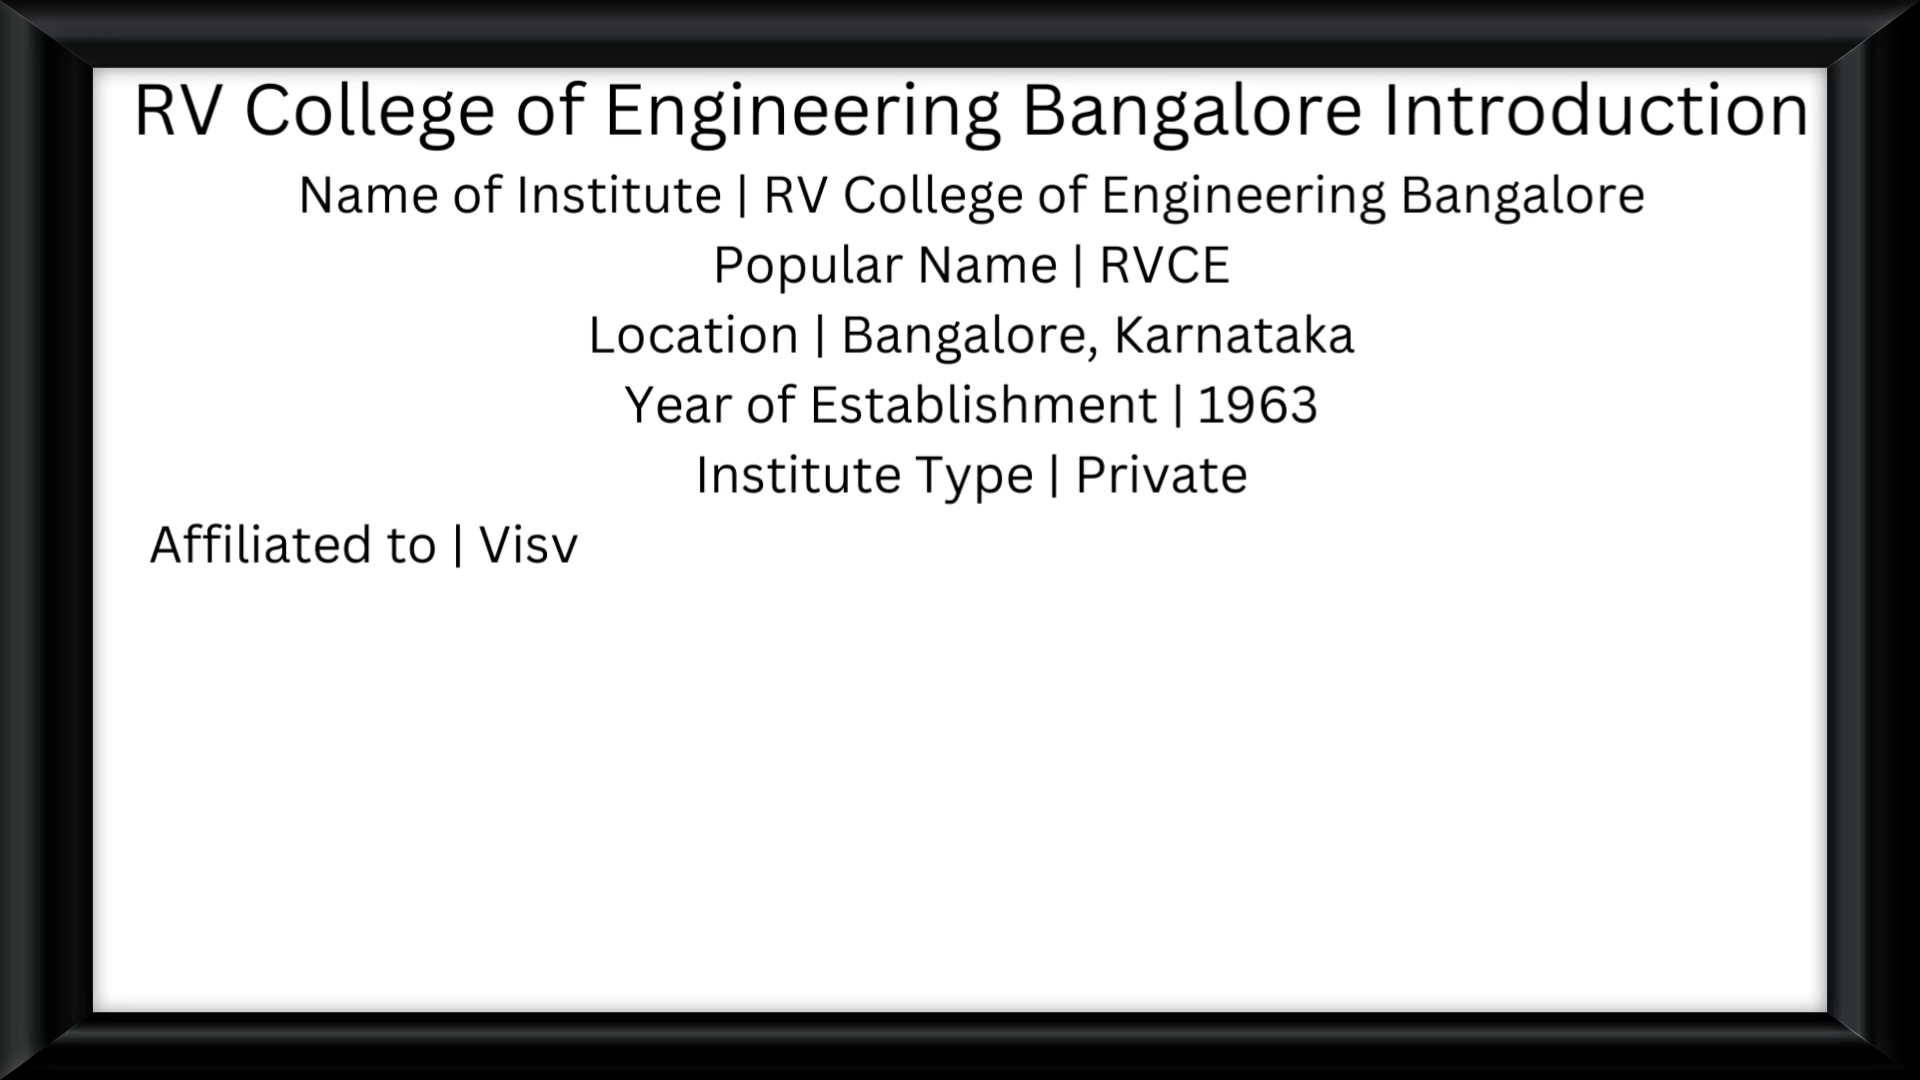 RV College of Engineering Bangalore Introduction
Name of Institute | RV College of Engineering Bangalore
Popular Name | RVCE
Location | Bangalore, Karnataka
Year of Establishment | 1963
Institute Type | Private
Affiliated to | Visv